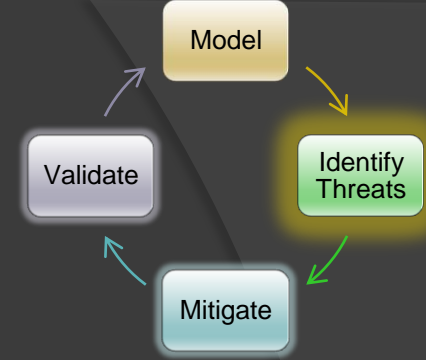 Model
Identify
Threats
Validate
Mitigate